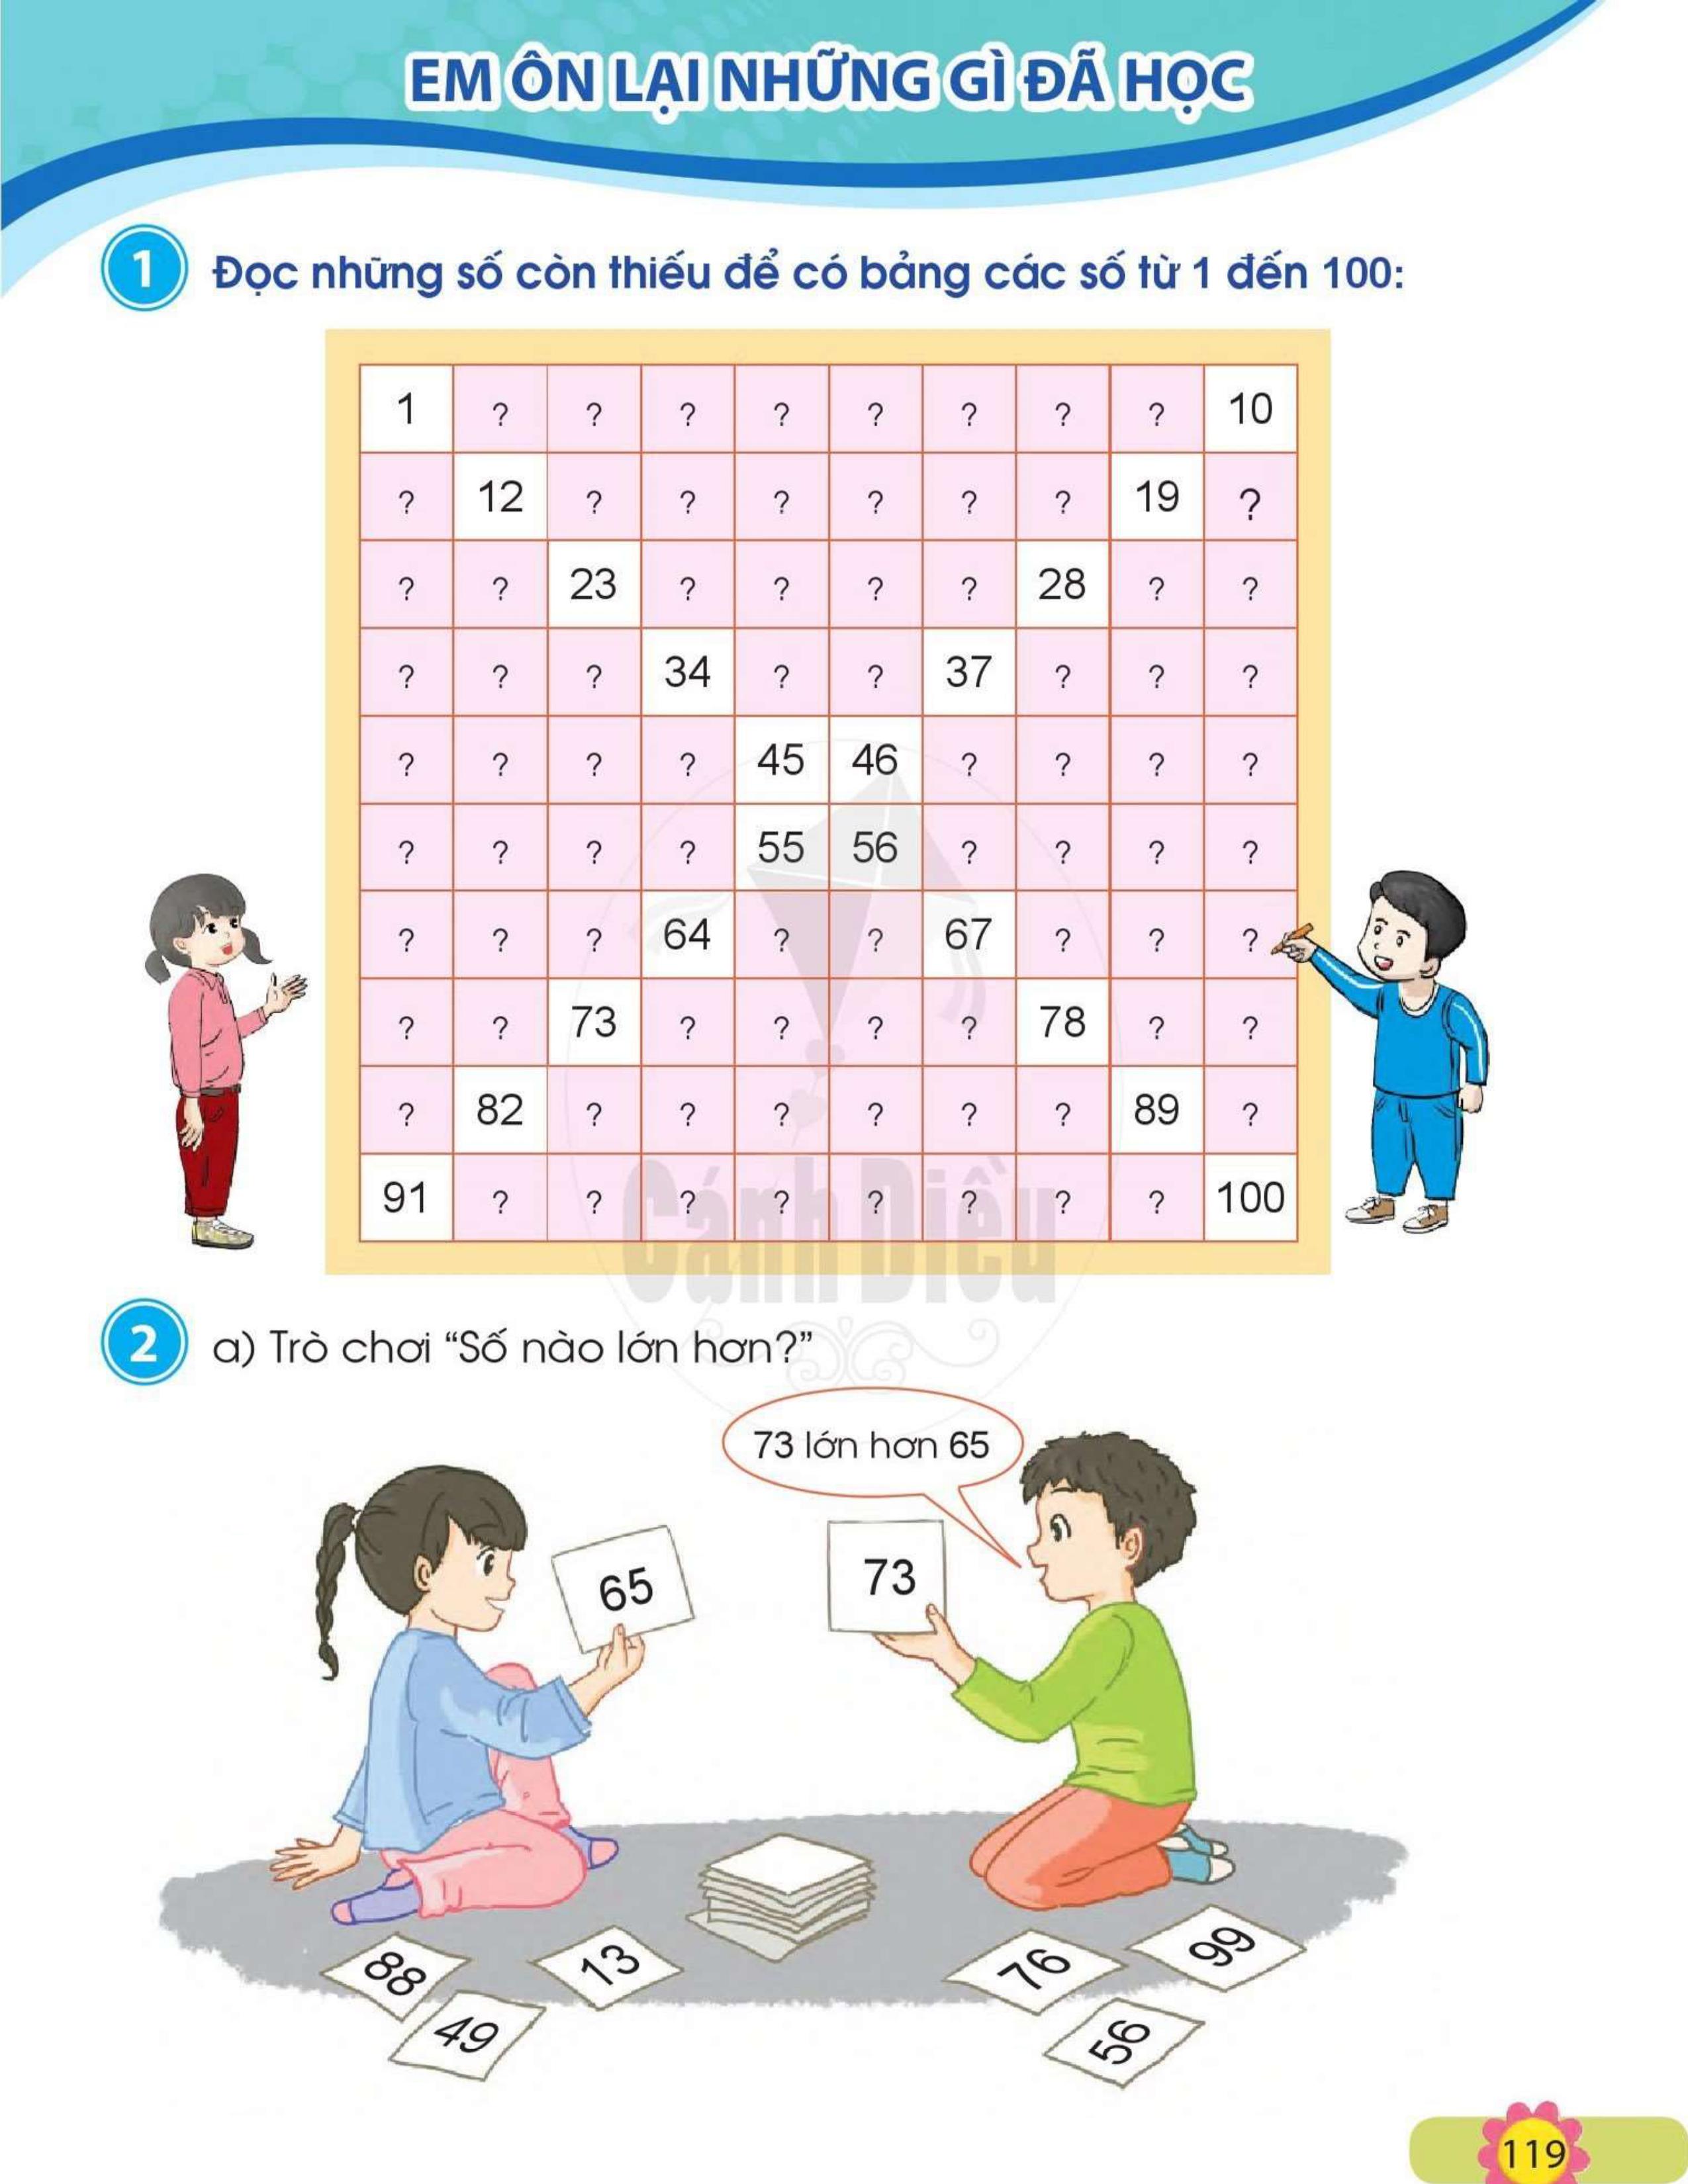 EM ÔN LẠI NHỮNG GÌ ĐÃ HỌC
1 Đọc những số còn thiếu để có bảng các số từ 1 đến 100:
1 ? ? ? ? ? ? ? ? 10
? 12 ? ? ? ? ? ? 19 ?
? ? 23 ? ? ? ? 28 ? ?
? ? ? 34 ? ? 37 ? ? ?
? ? ? ? 45 46 ? ? ? ?
? ? ? ? 55 56 ? ? ? ?
? ? ? 64 ? ? 67 ? ? ?
? ? 73 ? ? ? ? 78 ? ?
? 82 ? ? ? ? ? ? 89 ?
91 ? ? ? ? ? ? ? ? 100
Cánh Diều
2 a) Trò chơi “Số nào lớn hơn?”
73 lớn hơn 65
65
73
88
13
76
99
49
56
119